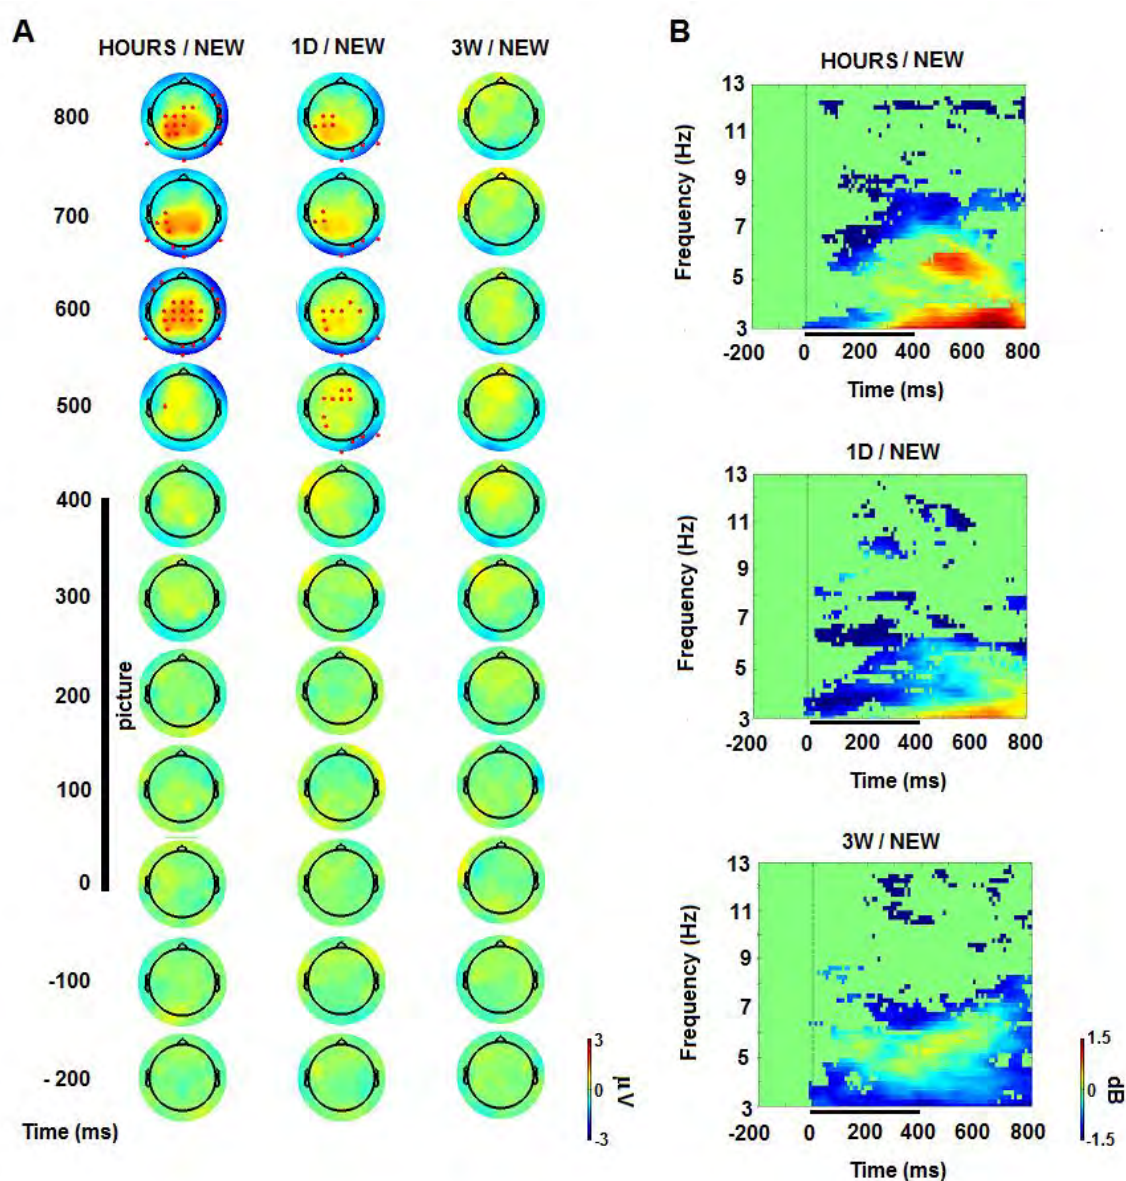 A
HOURS / NEW 1D / NEW 3W / NEW
800
700
600
500
400
300
200
100
0
-100
- 200
picture
Time (ms)
3
0
-3
µV
B
HOURS / NEW
Frequency (Hz)
13
11
9
7
5
3
-200 0 200 400 600 800
Time (ms)
1D / NEW
Frequency (Hz)
13
11
9
7
5
3
-200 0 200 400 600 800
Time (ms)
3W / NEW
Frequency (Hz)
13
11
9
7
5
3
-200 0 200 400 600 800
Time (ms)
1.5
0
-1.5
dB